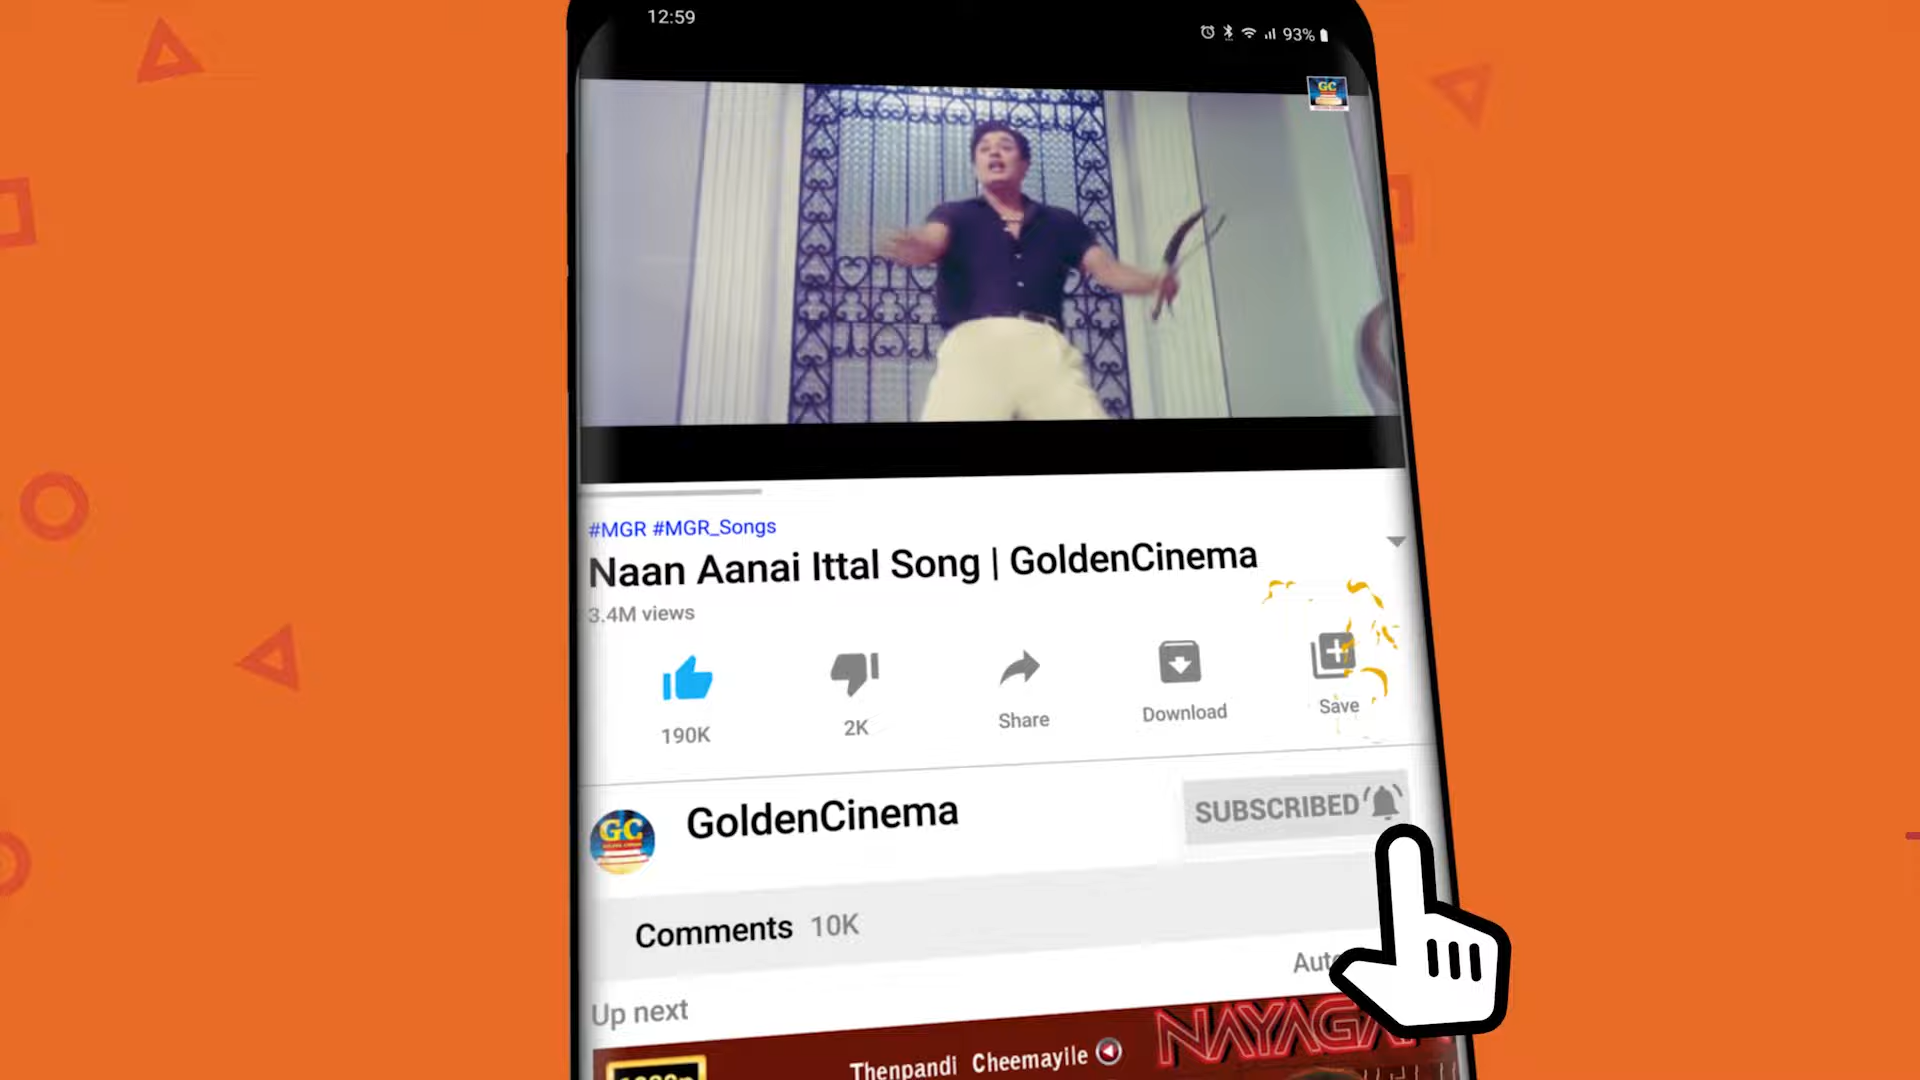 12:59
93%
GC
#MGR #MGR_Songs
Naan Aanai Ittal Song | GoldenCinema
3.4M views
190K
2K
Share
Download
Save
GC
GoldenCinema
SUBSCRIBED
Comments 10K
Up next
Thenpandi Cheemayile